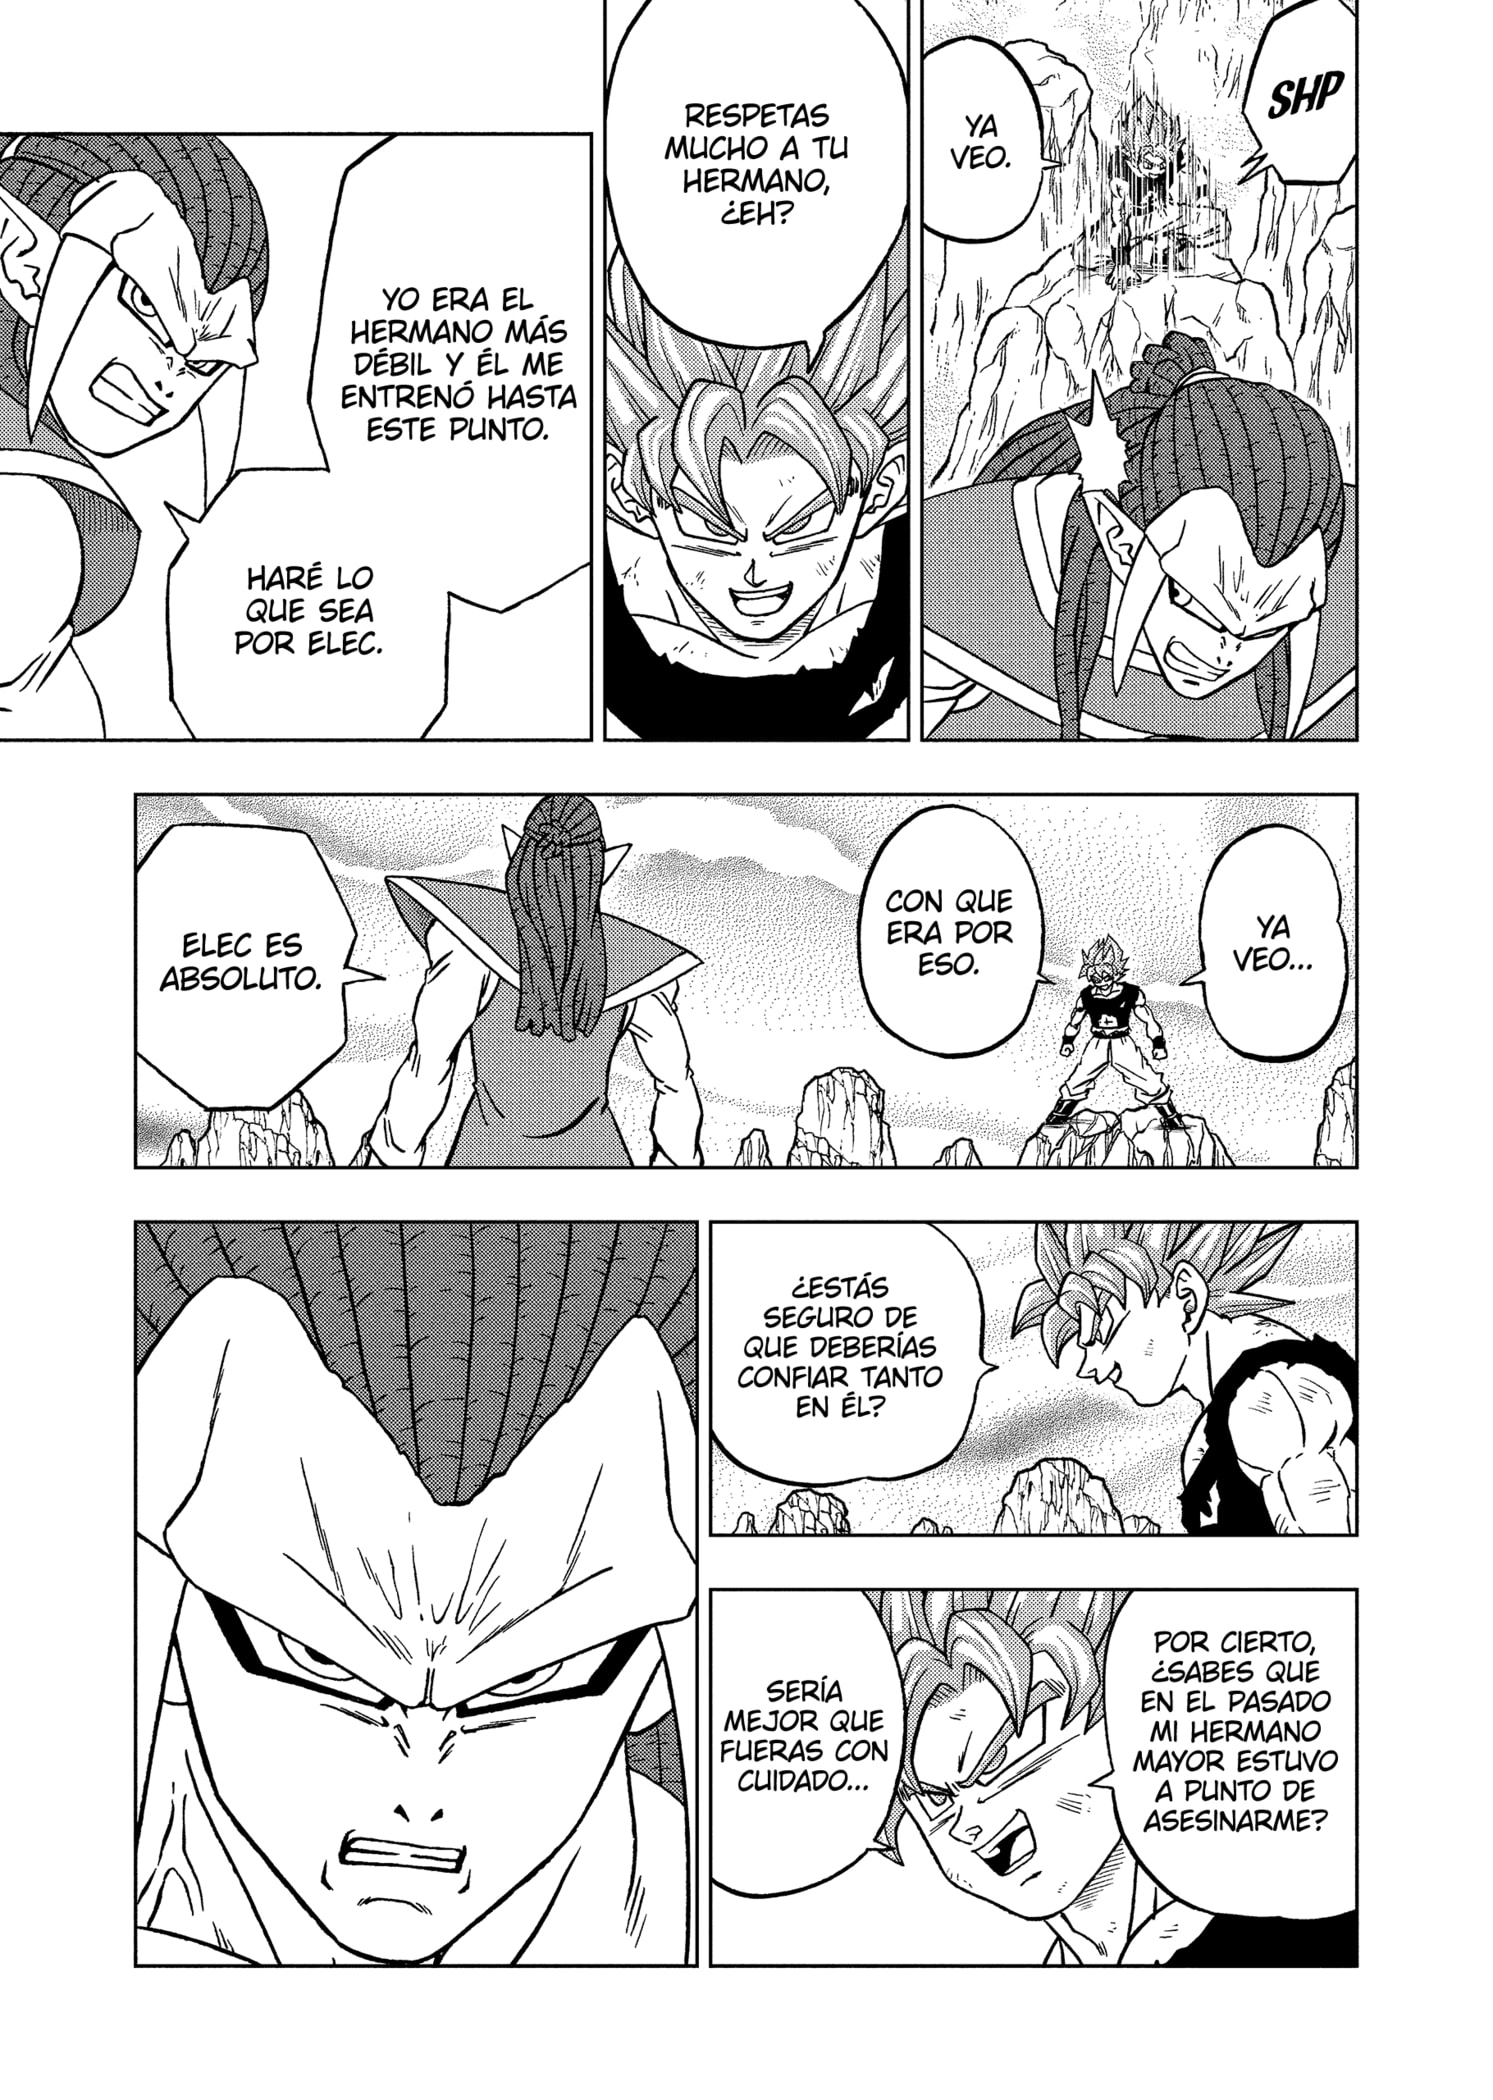 SHP
YA
VEO.
RESPETAS
MUCHO A TU
HERMANO,
¿EH?
YO ERA EL
HERMANO MÁS
DÉBIL Y ÉL ME
ENTRENÓ HASTA
ESTE PUNTO.
HARÉ LO
QUE SEA
POR ELEC.
YA
VEO...
CON QUE
ERA POR
ESO.
ELEC ES
ABSOLUTO.
¿ESTÁS
SEGURO DE
QUE DEBERÍAS
CONFIAR TANTO
EN ÉL?
POR CIERTO,
¿SABES QUE
EN EL PASADO
MI HERMANO
MAYOR ESTUVO
A PUNTO DE
ASESINARME?
SERÍA
MEJOR QUE
FUERAS CON
CUIDADO...